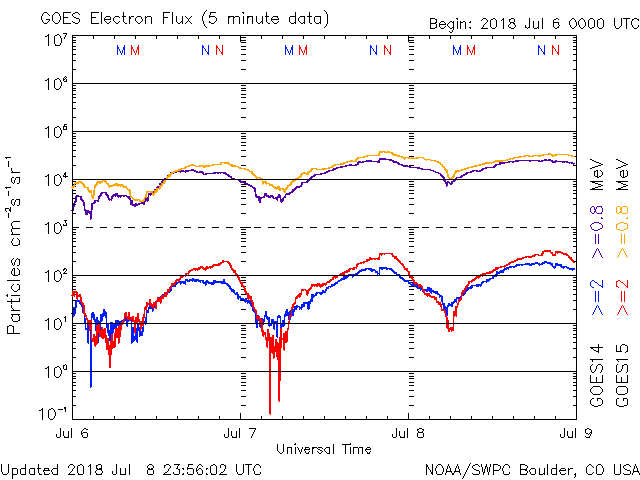 GOES Electron Flux (5 minute data)
Begin: 2018 Jul 6 0000 UTC
10⁷
M M N N M M N N M M N N
10⁶
10⁵
10⁴
10³
10²
10¹
10⁰
10⁻¹
Particles cm⁻²s⁻¹sr⁻¹
Jul 6 Jul 7 Jul 8 Jul 9
Universal Time
GOES14 >=2 >=0.8 MeV
GOES15 >=2 >=0.8 MeV
Updated 2018 Jul 8 23:56:02 UTC
NOAA/SWPC Boulder, CO USA